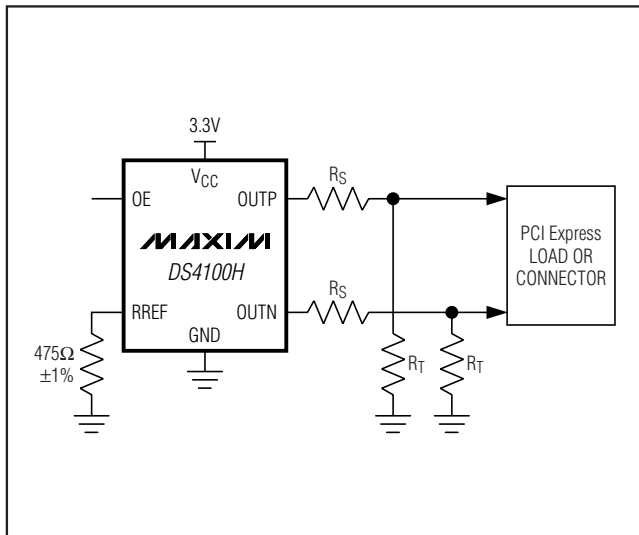 3.3V
VCC
OE
OUTP
RS
MAXIM
DS4100H
PCI Express
LOAD OR
CONNECTOR
RREF
OUTN
RS
GND
475Ω
±1%
RT
RT